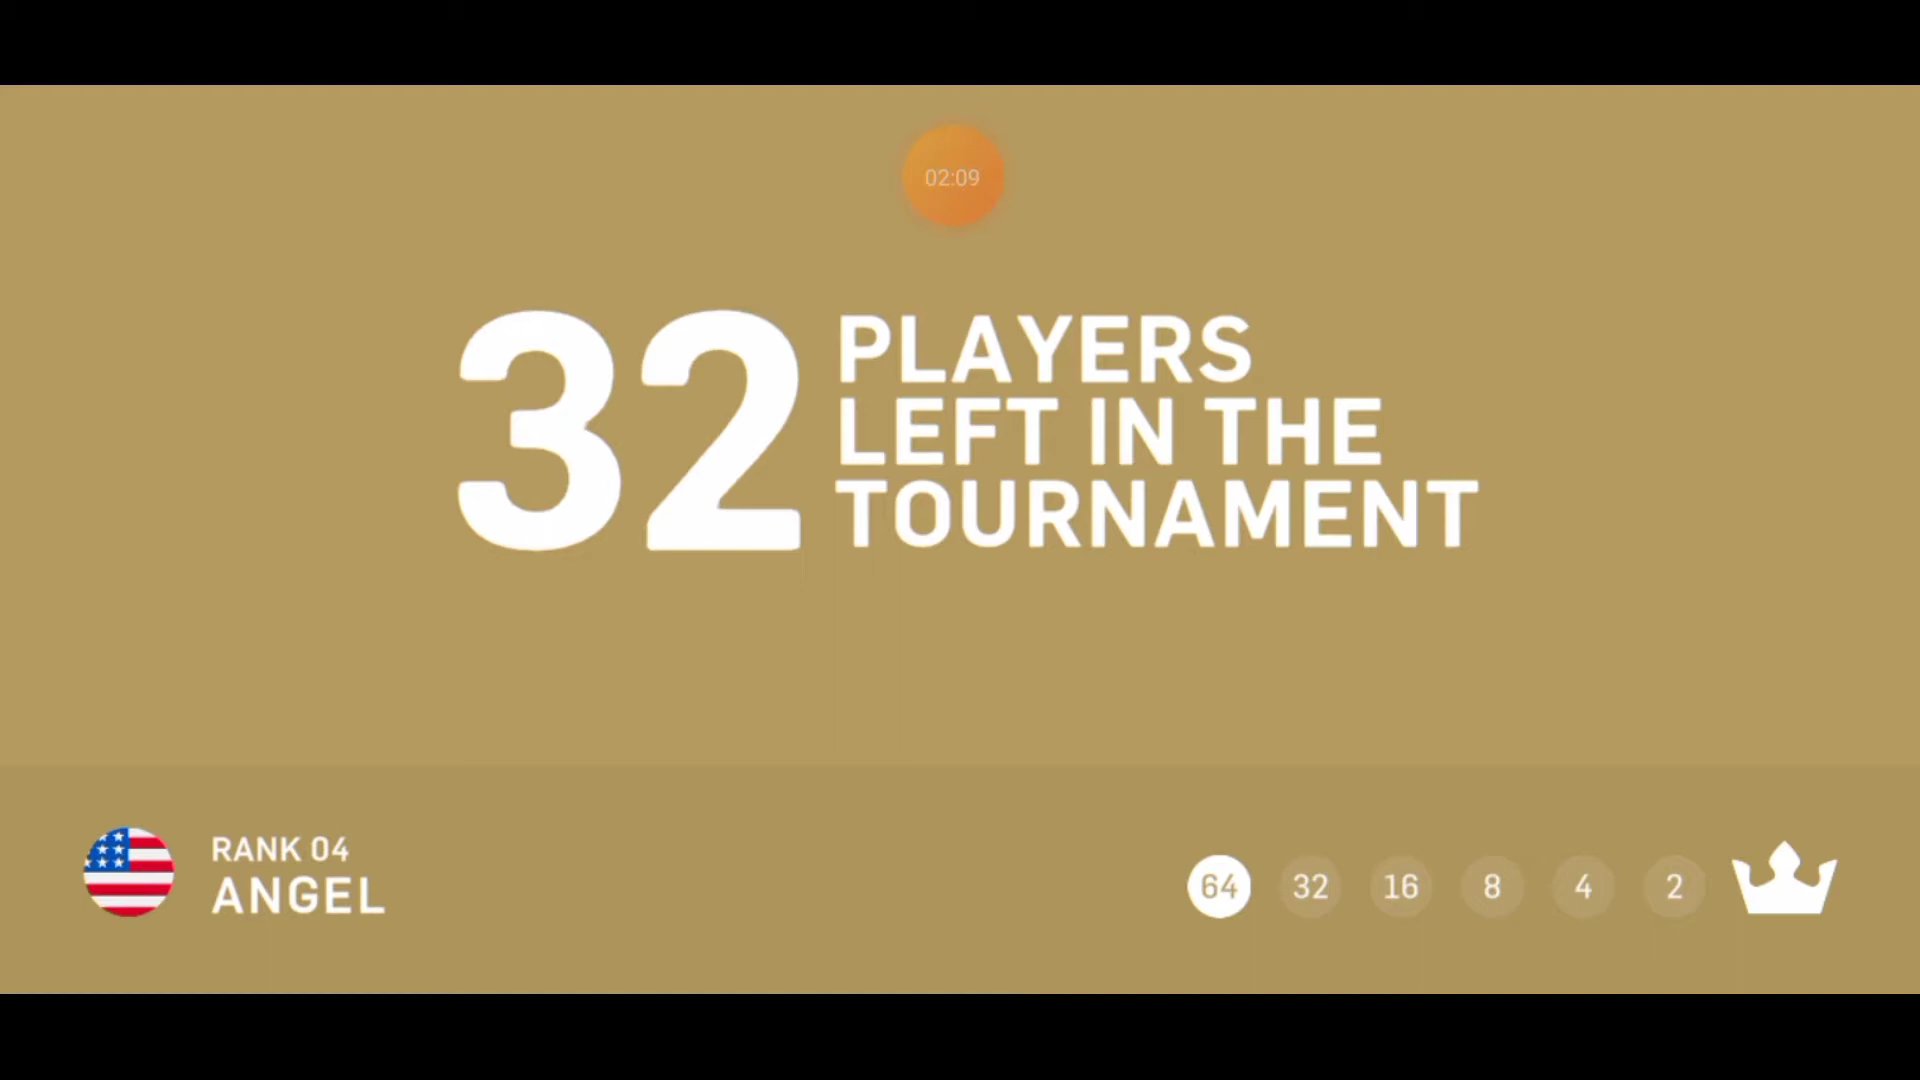 02:09
32
PLAYERS
LEFT IN THE
TOURNAMENT
RANK 04
ANGEL
64 32 16 8 4 2